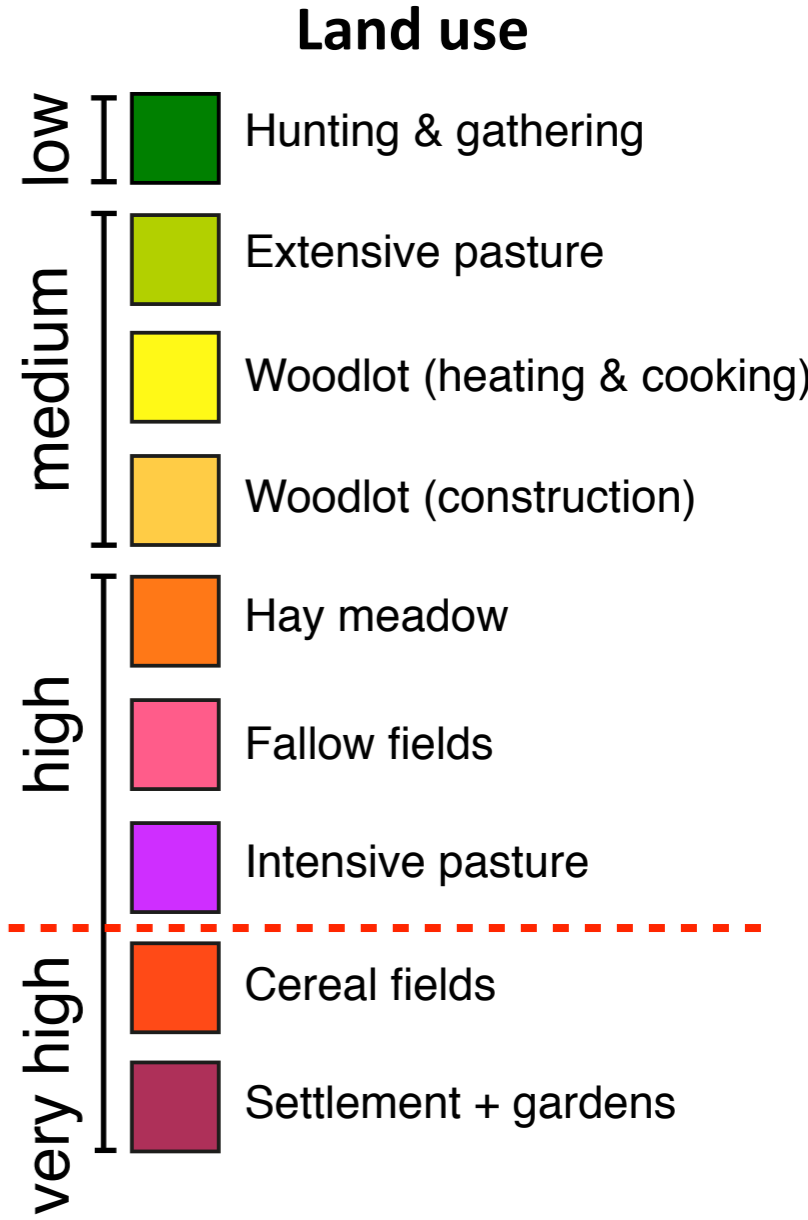 Land use
low
Hunting & gathering
medium
Extensive pasture
Woodlot (heating & cooking)
Woodlot (construction)
high
Hay meadow
Fallow fields
Intensive pasture
very high
Cereal fields
Settlement + gardens